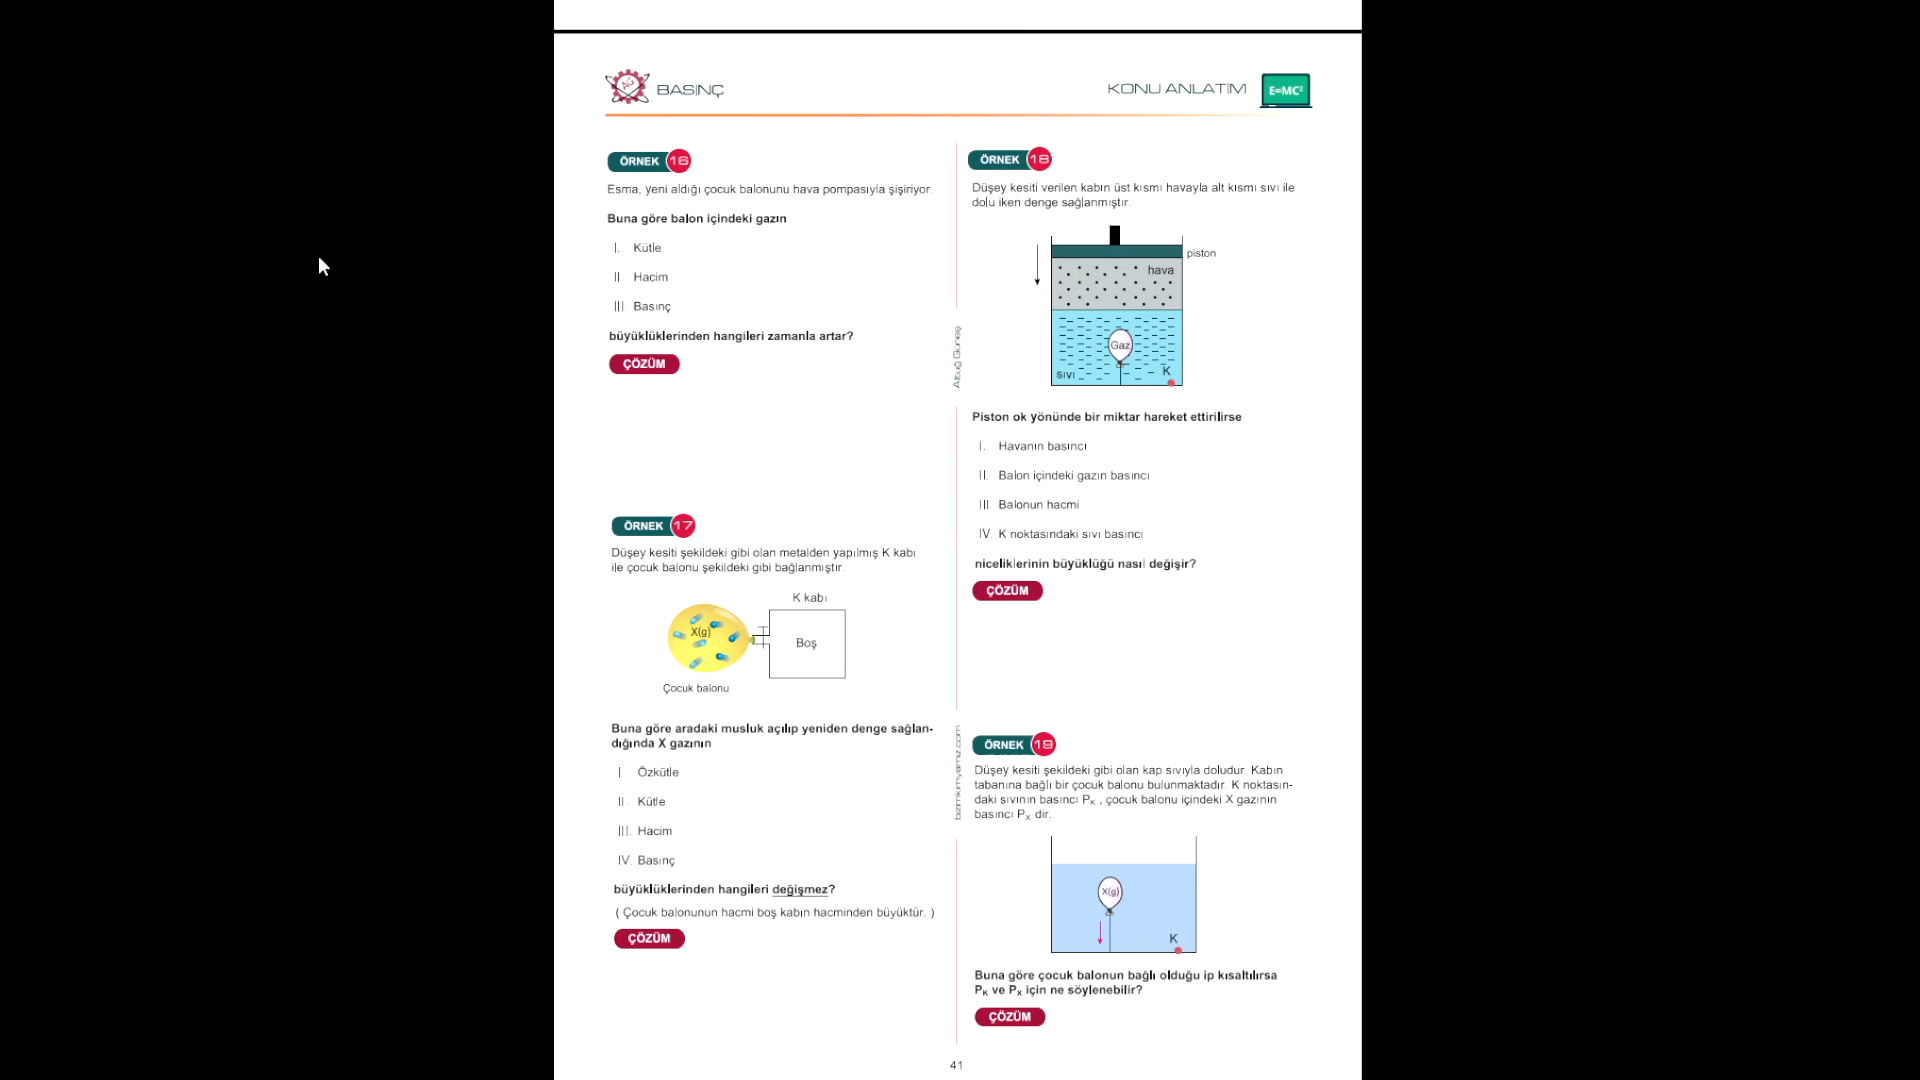 BASINÇ
KONU ANLATIM
E=MC²
ÖRNEK 16
Esma, yeni aldığı çocuk balonunu hava pompasıyla şişiriyor.
Buna göre balon içindeki gazın
I. Kütle
II. Hacim
III. Basınç
büyüklüklerinden hangileri zamanla artar?
ÇÖZÜM
ÖRNEK 17
Düşey kesiti şekildeki gibi olan metalden yapılmış K kabı
ile çocuk balonu şekildeki gibi bağlanmıştır.
K kabı
X(g)
Boş
Çocuk balonu
Buna göre aradaki musluk açılıp yeniden denge sağlan-
dığında X gazının
I. Özkütle
II. Kütle
III. Hacim
IV. Basınç
büyüklüklerinden hangileri değişmez?
( Çocuk balonunun hacmi boş kabın hacminden büyüktür. )
ÇÖZÜM
Altuğ Güneş
bizimkimyamiz.com
ÖRNEK 18
Düşey kesiti verilen kabın üst kısmı havayla alt kısmı sıvı ile
dolu iken denge sağlanmıştır.
piston
hava
Gaz
sıvı
K
Piston ok yönünde bir miktar hareket ettirilirse
I. Havanın basıncı
II. Balon içindeki gazın basıncı
III. Balonun hacmi
IV. K noktasındaki sıvı basıncı
niceliklerinin büyüklüğü nasıl değişir?
ÇÖZÜM
ÖRNEK 19
Düşey kesiti şekildeki gibi olan kap sıvıyla doludur. Kabın
tabanına bağlı bir çocuk balonu bulunmaktadır. K noktasın-
daki sıvının basıncı PK , çocuk balonu içindeki X gazının
basıncı PX dir.
X(g)
K
Buna göre çocuk balonun bağlı olduğu ip kısaltılırsa
PK ve PX için ne söylenebilir?
ÇÖZÜM
41